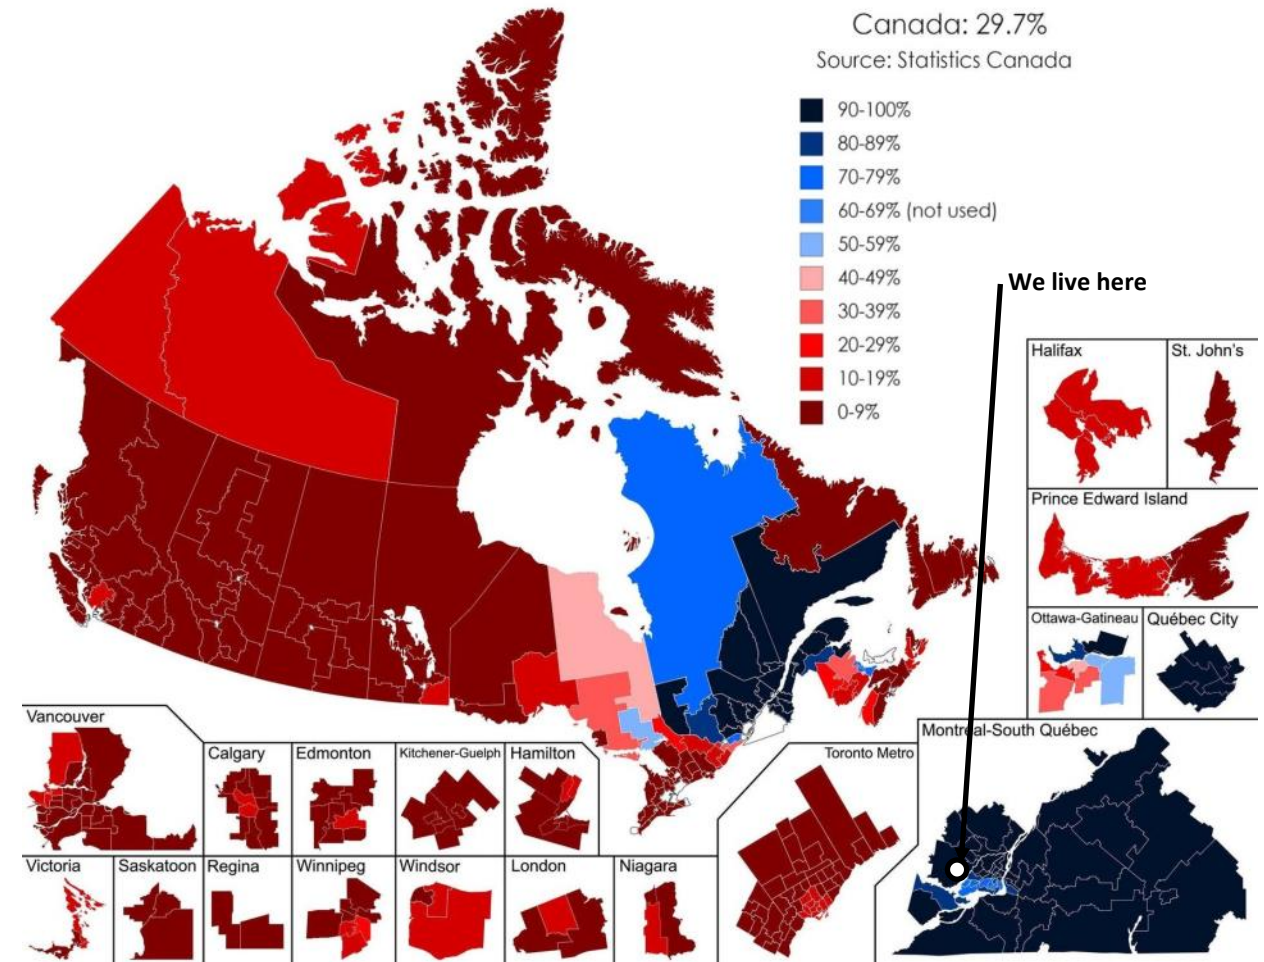 Canada: 29.7%
Source: Statistics Canada
90-100%
80-89%
70-79%
60-69% (not used)
50-59%
40-49%
30-39%
20-29%
10-19%
0-9%
We live here
Halifax
St. John's
Prince Edward Island
Ottawa-Gatineau
Québec City
Vancouver
Calgary
Edmonton
Kitchener-Guelph
Hamilton
Toronto Metro
Montreal-South Québec
Victoria
Saskatoon
Regina
Winnipeg
Windsor
London
Niagara